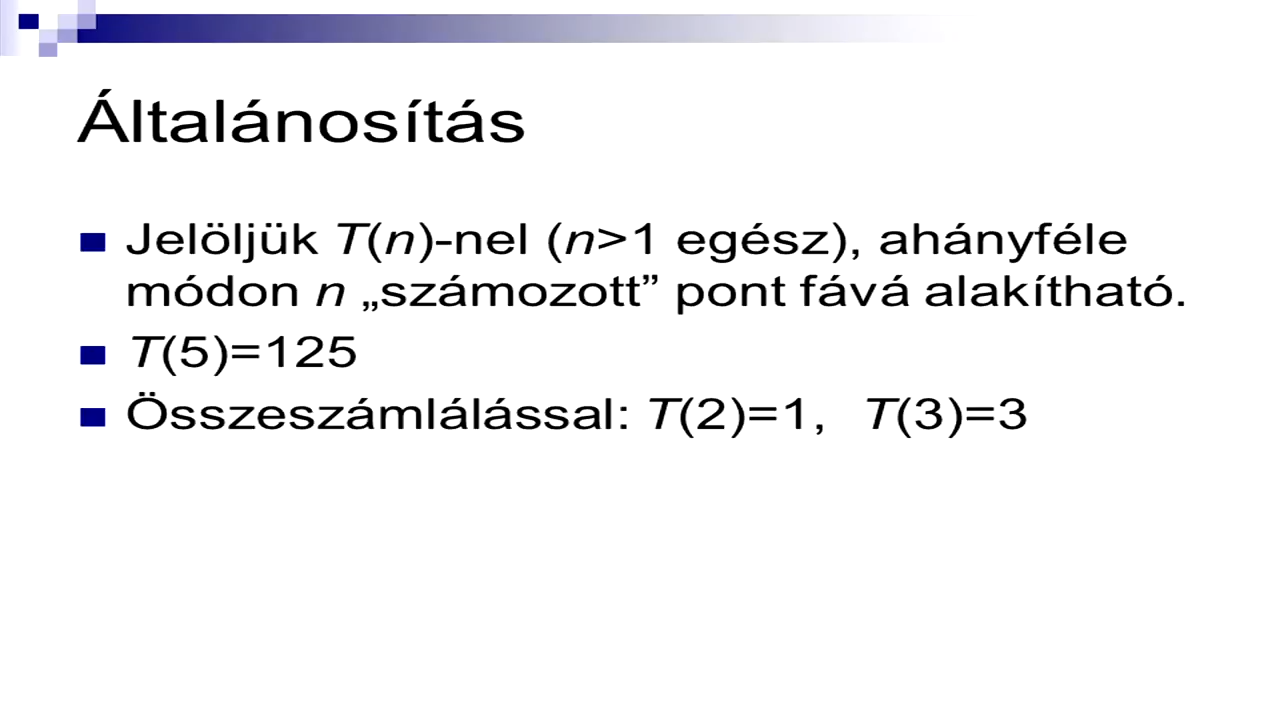 Általánosítás
Jelöljük T(n)-nel (n>1 egész), ahányféle
módon n „számozott” pont fává alakítható.
T(5)=125
Összeszámlálással: T(2)=1, T(3)=3